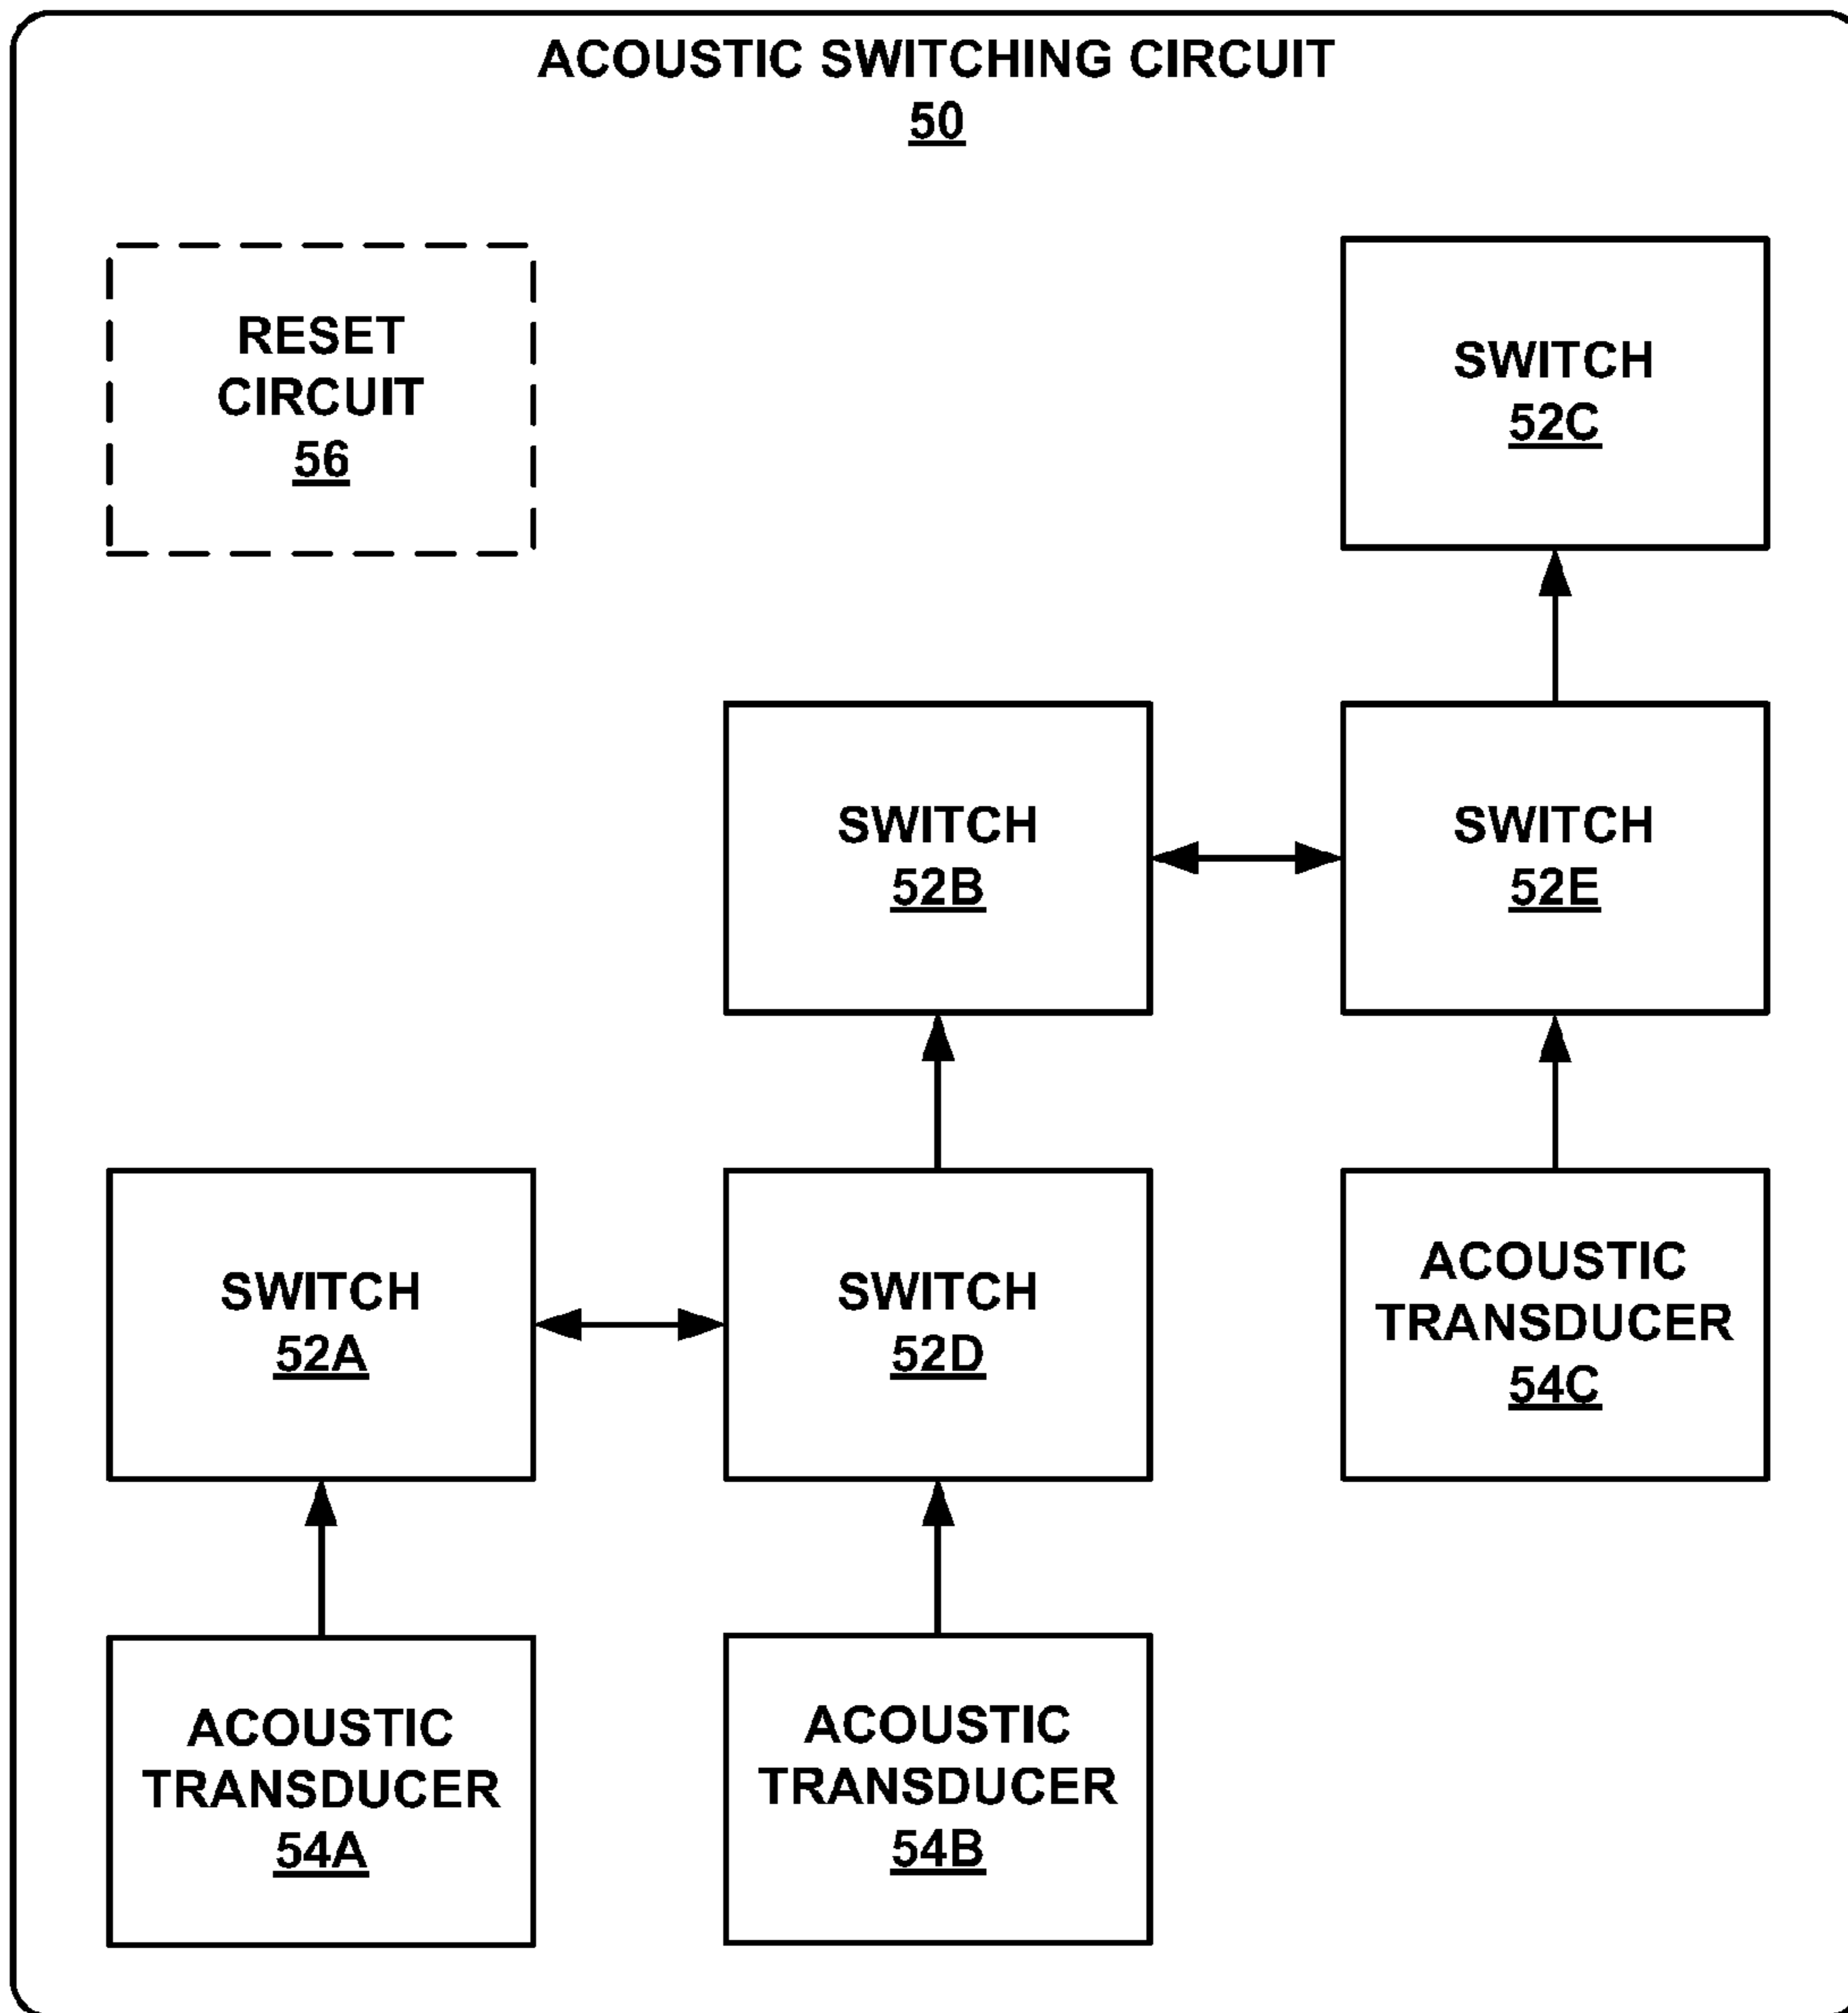 ACOUSTIC SWITCHING CIRCUIT
50
RESET
CIRCUIT
56
SWITCH
52C
SWITCH
52B
SWITCH
52E
SWITCH
52A
SWITCH
52D
ACOUSTIC
TRANSDUCER
54C
ACOUSTIC
TRANSDUCER
54A
ACOUSTIC
TRANSDUCER
54B